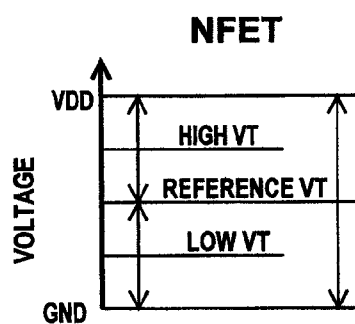 NFET
VDD
HIGH VT
REFERENCE VT
LOW VT
GND
VOLTAGE